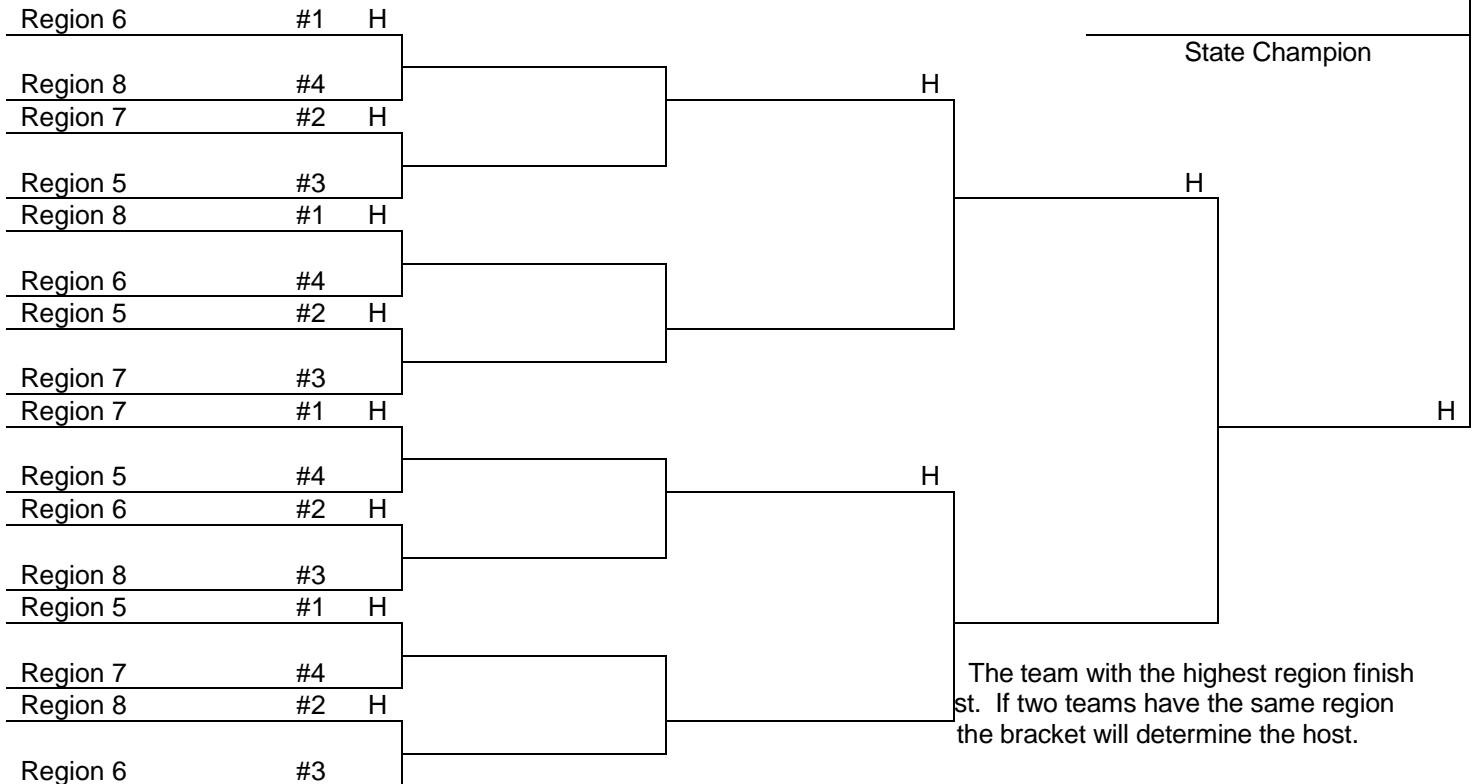 Region 6 #1 H
State Champion
Region 8 #4 H
Region 7 #2 H
Region 5 #3 H
Region 8 #1 H
Region 6 #4
Region 5 #2 H
Region 7 #3
Region 7 #1 H H
Region 5 #4 H
Region 6 #2 H
Region 8 #3
Region 5 #1 H
Region 7 #4 The team with the highest region finish
Region 8 #2 H st. If two teams have the same region
the bracket will determine the host.
Region 6 #3